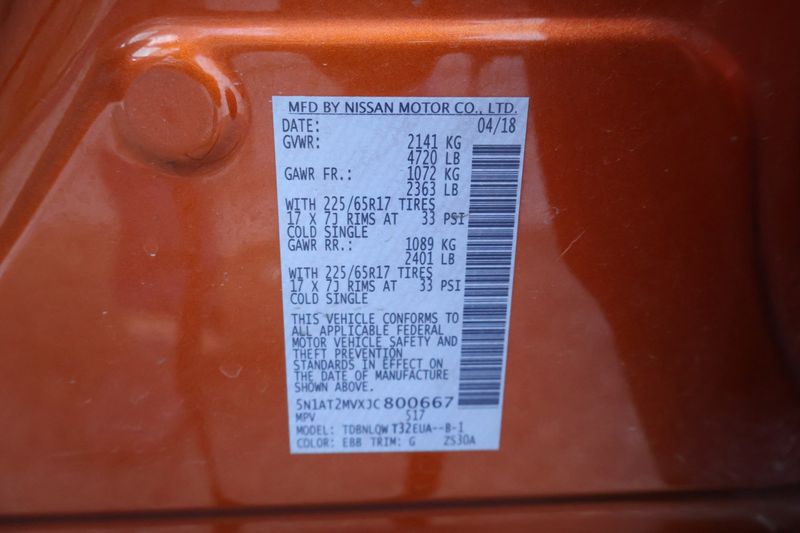 MFD BY NISSAN MOTOR CO., LTD.
DATE: 04/18
GVWR: 2141 KG
4720 LB
GAWR FR.: 1072 KG
2363 LB
WITH 225/65R17 TIRES
17 X 7J RIMS AT 33 PSI
COLD SINGLE
GAWR RR.: 1089 KG
2401 LB
WITH 225/65R17 TIRES
17 X 7J RIMS AT 33 PSI
COLD SINGLE
THIS VEHICLE CONFORMS TO
ALL APPLICABLE FEDERAL
MOTOR VEHICLE SAFETY AND
THEFT PREVENTION
STANDARDS IN EFFECT ON
THE DATE OF MANUFACTURE
SHOWN ABOVE.
5N1AT2MVXJC800667
MPV 517
MODEL: TDBNLQW T32EUA--B-1
COLOR: EBB TRIM: G ZS30A